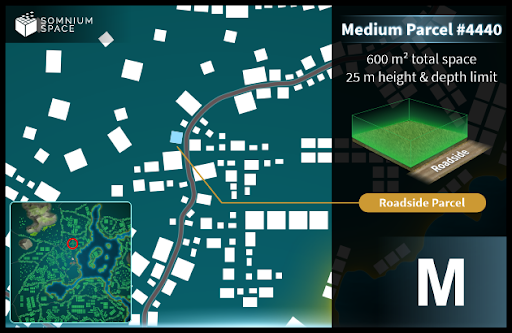 SOMNIUM
SPACE
Medium Parcel #4440
600 m² total space
25 m height & depth limit
Roadside
Roadside Parcel
M